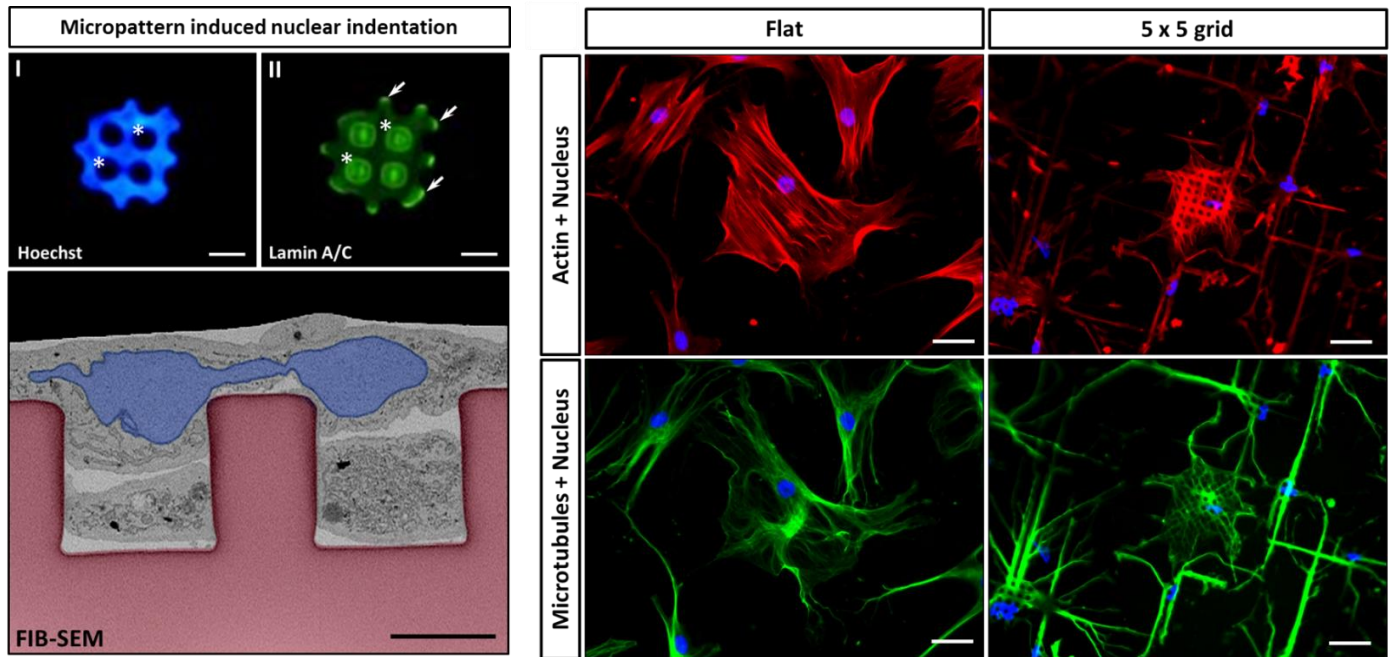 Micropattern induced nuclear indentation
I
*
*
Hoechst
II
*
*
Lamin A/C
FIB-SEM
Flat
5 x 5 grid
Actin + Nucleus
Microtubules + Nucleus